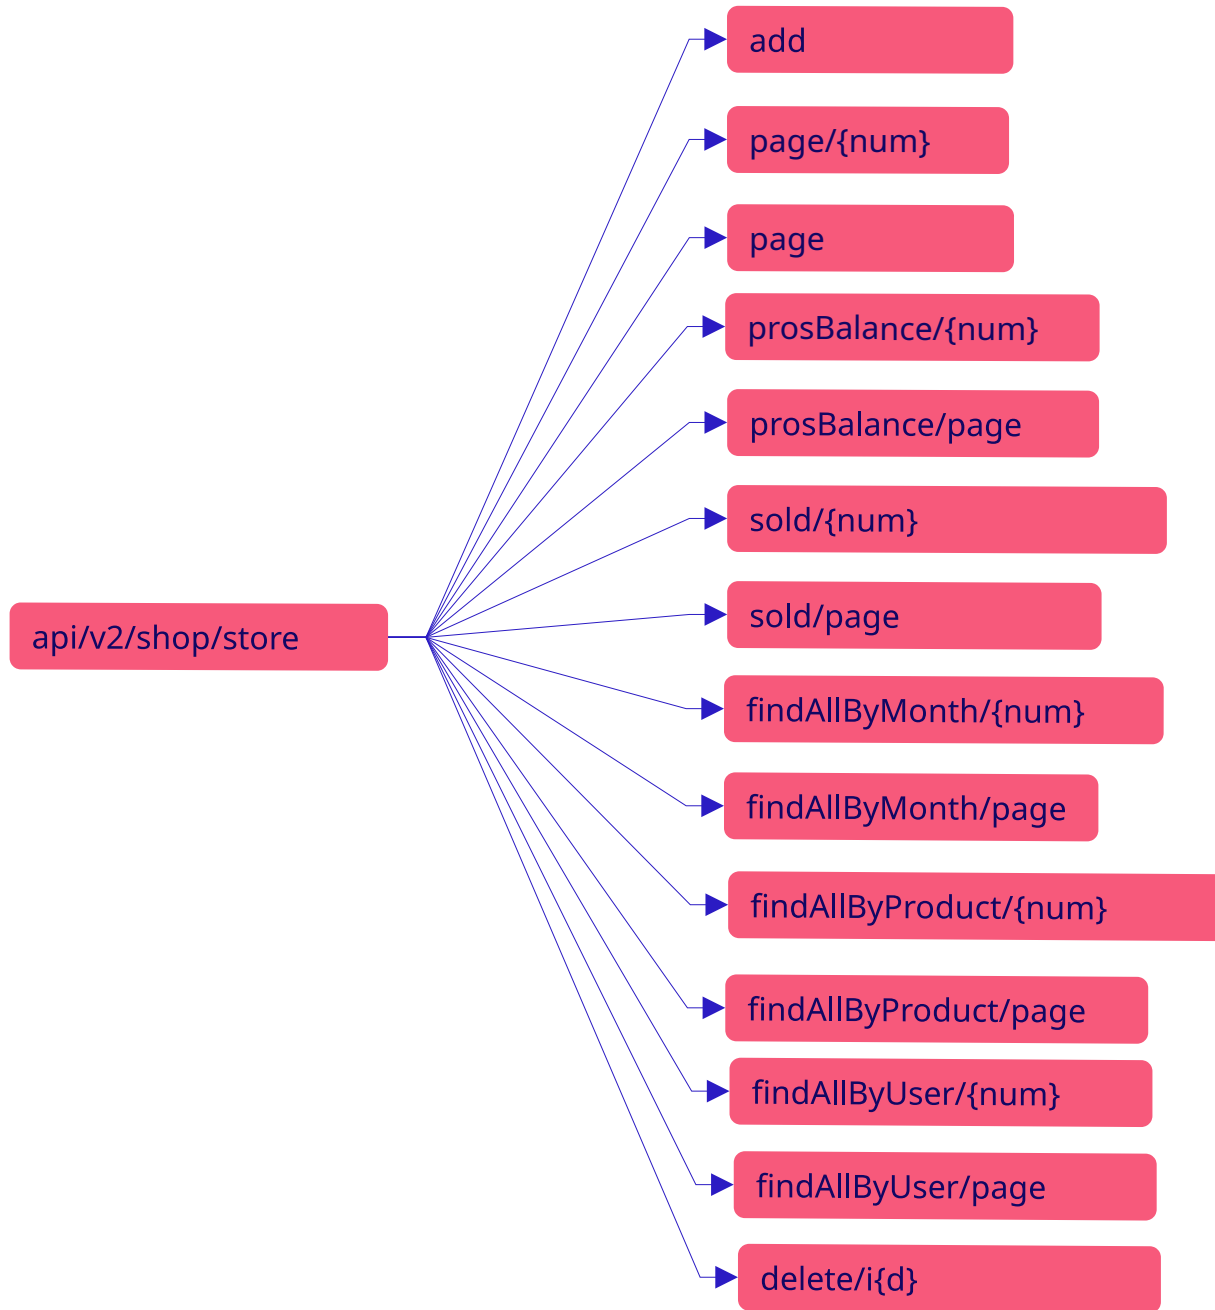 add
page/{num}
page
prosBalance/{num}
prosBalance/page
sold/{num}
sold/page
api/v2/shop/store
findAllByMonth/{num}
findAllByMonth/page
findAllByProduct/{num}
findAllByProduct/page
findAllByUser/{num}
findAllByUser/page
delete/i{d}